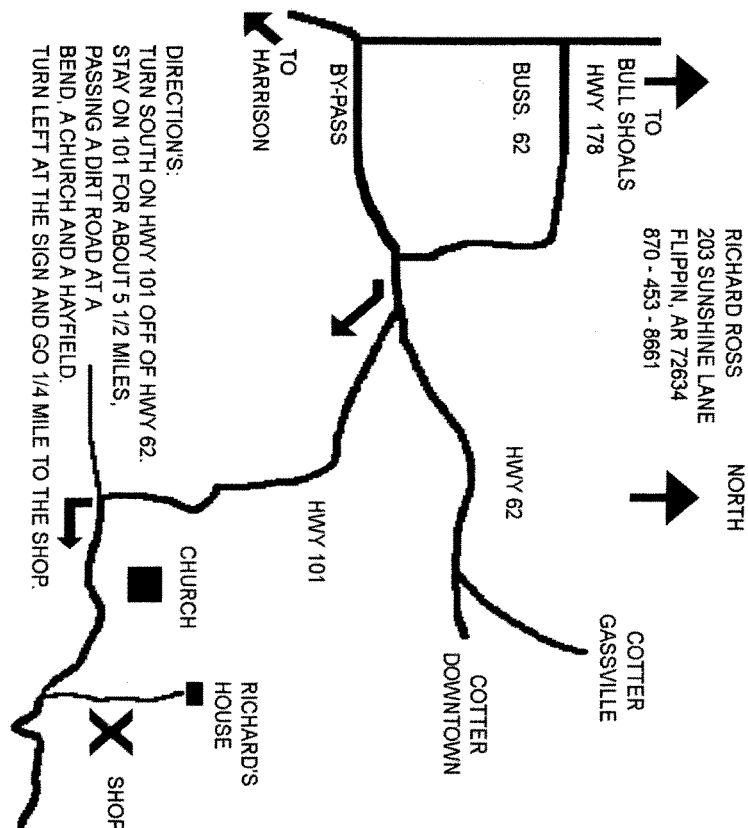 RICHARD ROSS
203 SUNSHINE LANE
FLIPPIN, AR 72634
870 - 453 - 8661
NORTH
TO
BULL SHOALS
HWY 178
BUSS. 62
BY-PASS
TO
HARRISON
HWY 62
COTTER
GASSVILLE
COTTER
DOWNTOWN
HWY 101
CHURCH
RICHARD'S
HOUSE
SHOP
DIRECTION'S:
TURN SOUTH ON HWY 101 OFF OF HWY 62.
STAY ON 101 FOR ABOUT 5 1/2 MILES,
PASSING A DIRT ROAD AT A
BEND, A CHURCH AND A HAYFIELD.
TURN LEFT AT THE SIGN AND GO 1/4 MILE TO THE SHOP.